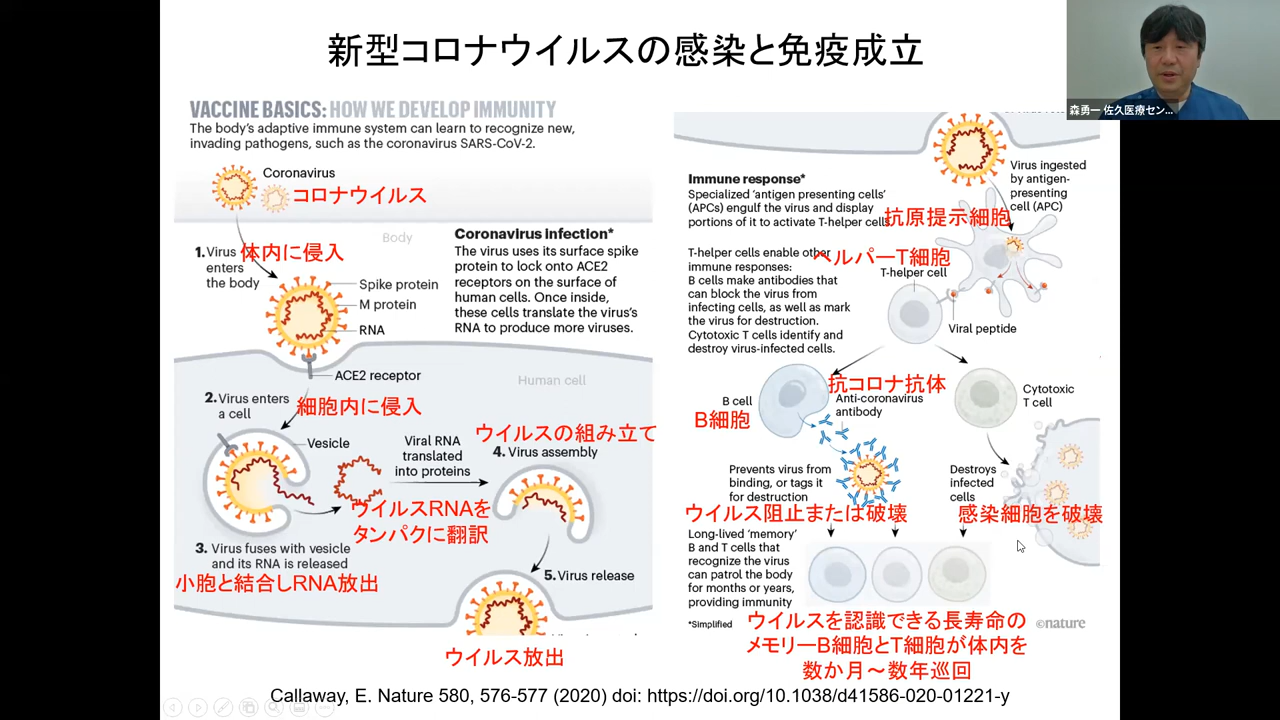 新型コロナウイルスの感染と免疫成立
森勇一 佐久医療セン...
VACCINE BASICS: HOW WE DEVELOP IMMUNITY
The body's adaptive immune system can learn to recognize new,
invading pathogens, such as the coronavirus SARS-CoV-2.
Coronavirus
コロナウイルス
Body
1. Virus
enters
the body
体内に侵入
Coronavirus infection*
The virus uses its surface spike
protein to lock onto ACE2
receptors on the surface of
human cells. Once inside,
these cells translate the virus's
RNA to produce more viruses.
Spike protein
M protein
RNA
ACE2 receptor
Human cell
2. Virus enters
a cell
細胞内に侵入
Vesicle
Viral RNA
translated
into proteins
ウイルスRNAを
タンパクに翻訳
ウイルスの組み立て
4. Virus assembly
3. Virus fuses with vesicle
and its RNA is released
小胞と結合しRNA放出
5. Virus release
ウイルス放出
Virus ingested
by antigen-
presenting
cell (APC)
Immune response*
Specialized 'antigen presenting cells'
(APCs) engulf the virus and display
portions of it to activate T-helper cells
抗原提示細胞
T-helper cells enable other
immune responses:
B cells make antibodies that
can block the virus from
infecting cells, as well as mark
the virus for destruction.
Cytotoxic T cells identify and
destroy virus-infected cells.
ヘルパーT細胞
T-helper cell
Viral peptide
B cell
B細胞
抗コロナ抗体
Anti-coronavirus
antibody
Cytotoxic
T cell
Prevents virus from
binding, or tags it
for destruction
ウイルス阻止または破壊
Destroys
infected
cells
感染細胞を破壊
Long-lived 'memory'
B and T cells that
recognize the virus
can patrol the body
for months or years,
providing immunity
*Simplified
ウイルスを認識できる長寿命の
メモリーB細胞とT細胞が体内を
数か月～数年巡回
©nature
Callaway, E. Nature 580, 576-577 (2020) doi: https://doi.org/10.1038/d41586-020-01221-y